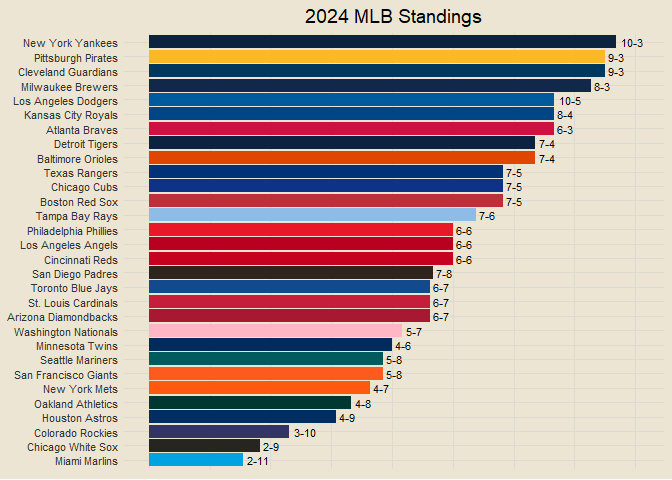 2024 MLB Standings
New York Yankees 10-3
Pittsburgh Pirates 9-3
Cleveland Guardians 9-3
Milwaukee Brewers 8-3
Los Angeles Dodgers 10-5
Kansas City Royals 8-4
Atlanta Braves 6-3
Detroit Tigers 7-4
Baltimore Orioles 7-4
Texas Rangers 7-5
Chicago Cubs 7-5
Boston Red Sox 7-5
Tampa Bay Rays 7-6
Philadelphia Phillies 6-6
Los Angeles Angels 6-6
Cincinnati Reds 6-6
San Diego Padres 7-8
Toronto Blue Jays 6-7
St. Louis Cardinals 6-7
Arizona Diamondbacks 6-7
Washington Nationals 5-7
Minnesota Twins 4-6
Seattle Mariners 5-8
San Francisco Giants 5-8
New York Mets 4-7
Oakland Athletics 4-8
Houston Astros 4-9
Colorado Rockies 3-10
Chicago White Sox 2-9
Miami Marlins 2-11